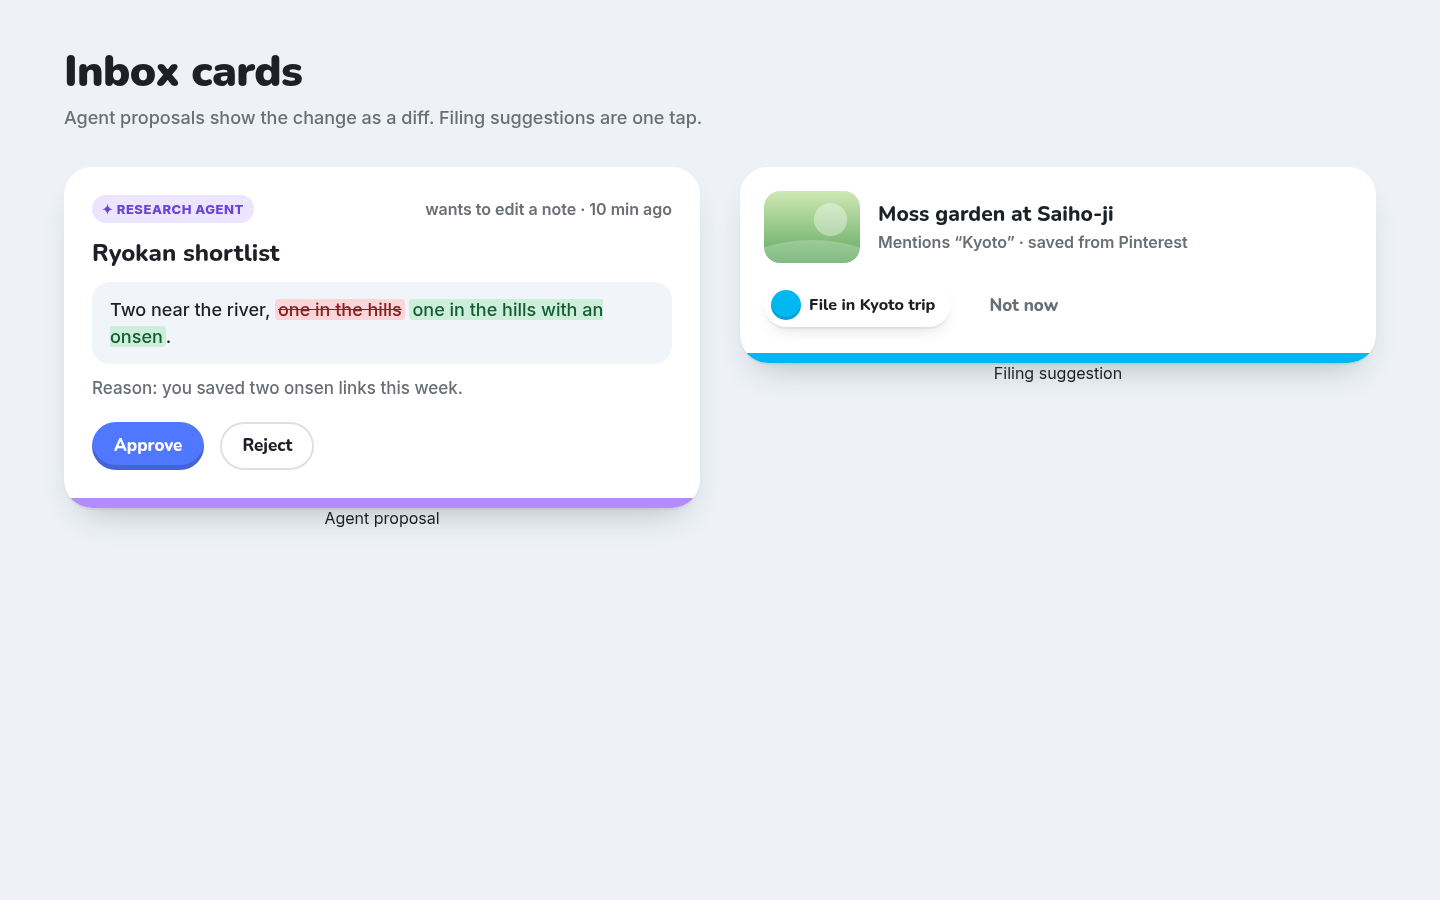 Inbox cards
Agent proposals show the change as a diff. Filing suggestions are one tap.
✦ RESEARCH AGENT
wants to edit a note · 10 min ago
Ryokan shortlist
Two near the river, one in the hills one in the hills with an
onsen.
Reason: you saved two onsen links this week.
Approve
Reject
Agent proposal
Moss garden at Saiho-ji
Mentions “Kyoto” · saved from Pinterest
File in Kyoto trip
Not now
Filing suggestion